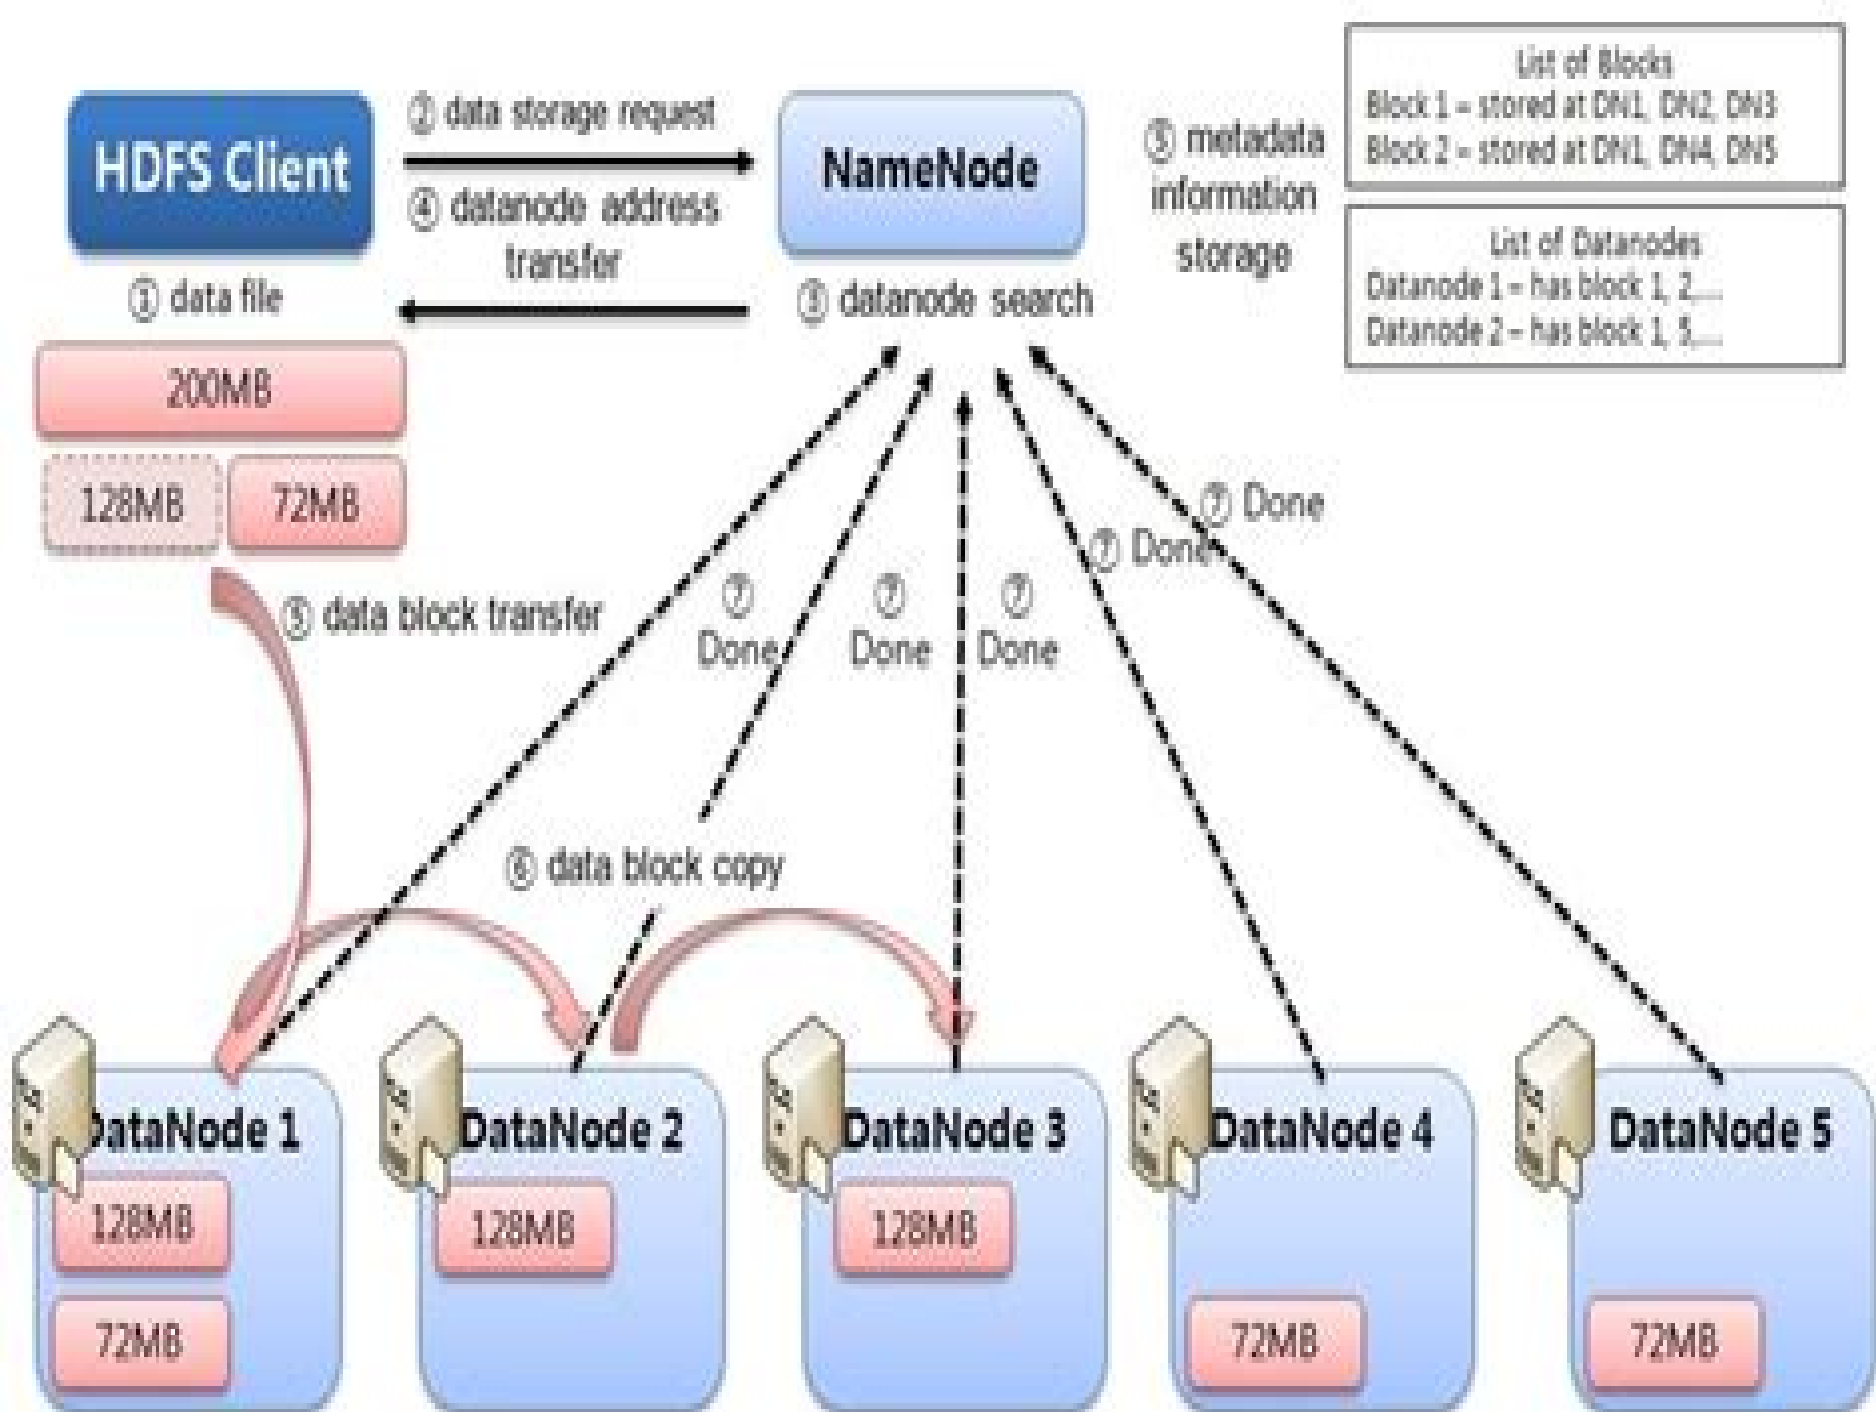 HDFS Client
② data storage request
④ datanode address
transfer
NameNode
⑤ metadata
information
storage
List of Blocks
Block 1 – stored at DN1, DN2, DN3
Block 2 – stored at DN1, DN4, DN5
List of Datanodes
Datanode 1 – has block 1, 2,...
Datanode 2 – has block 1, 5,...
① data file
③ datanode search
200MB
128MB
72MB
⑤ data block transfer
⑦
Done
⑦
Done
⑦
Done
⑦ Done
⑦ Done
⑥ data block copy
DataNode 1
128MB
72MB
DataNode 2
128MB
DataNode 3
128MB
DataNode 4
72MB
DataNode 5
72MB